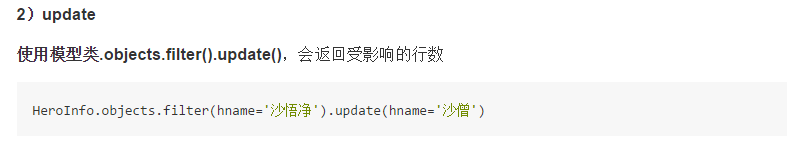 2）update
使用模型类.objects.filter().update()，会返回受影响的行数
HeroInfo.objects.filter(hname='沙悟净').update(hname='沙僧')